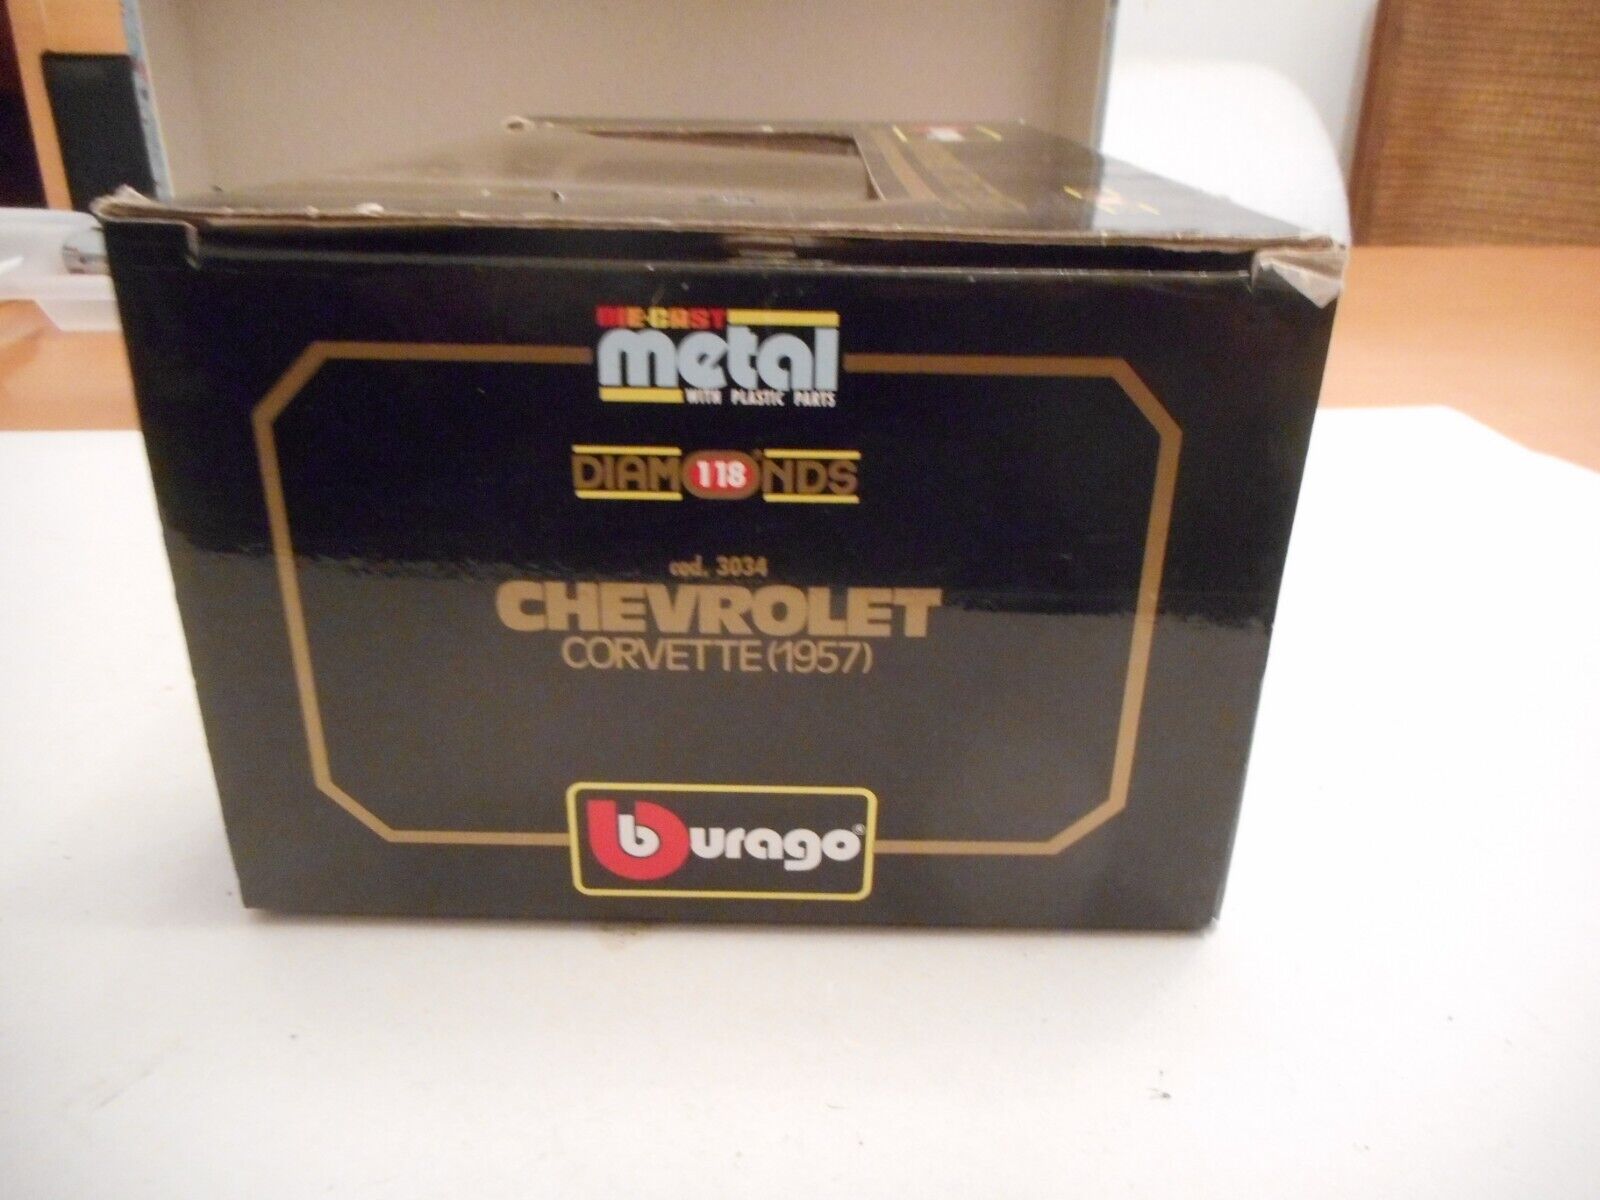 DIE-CAST
metal
WITH PLASTIC PARTS
DIAMONDS
118
cod. 3034
CHEVROLET
CORVETTE (1957)
burago®